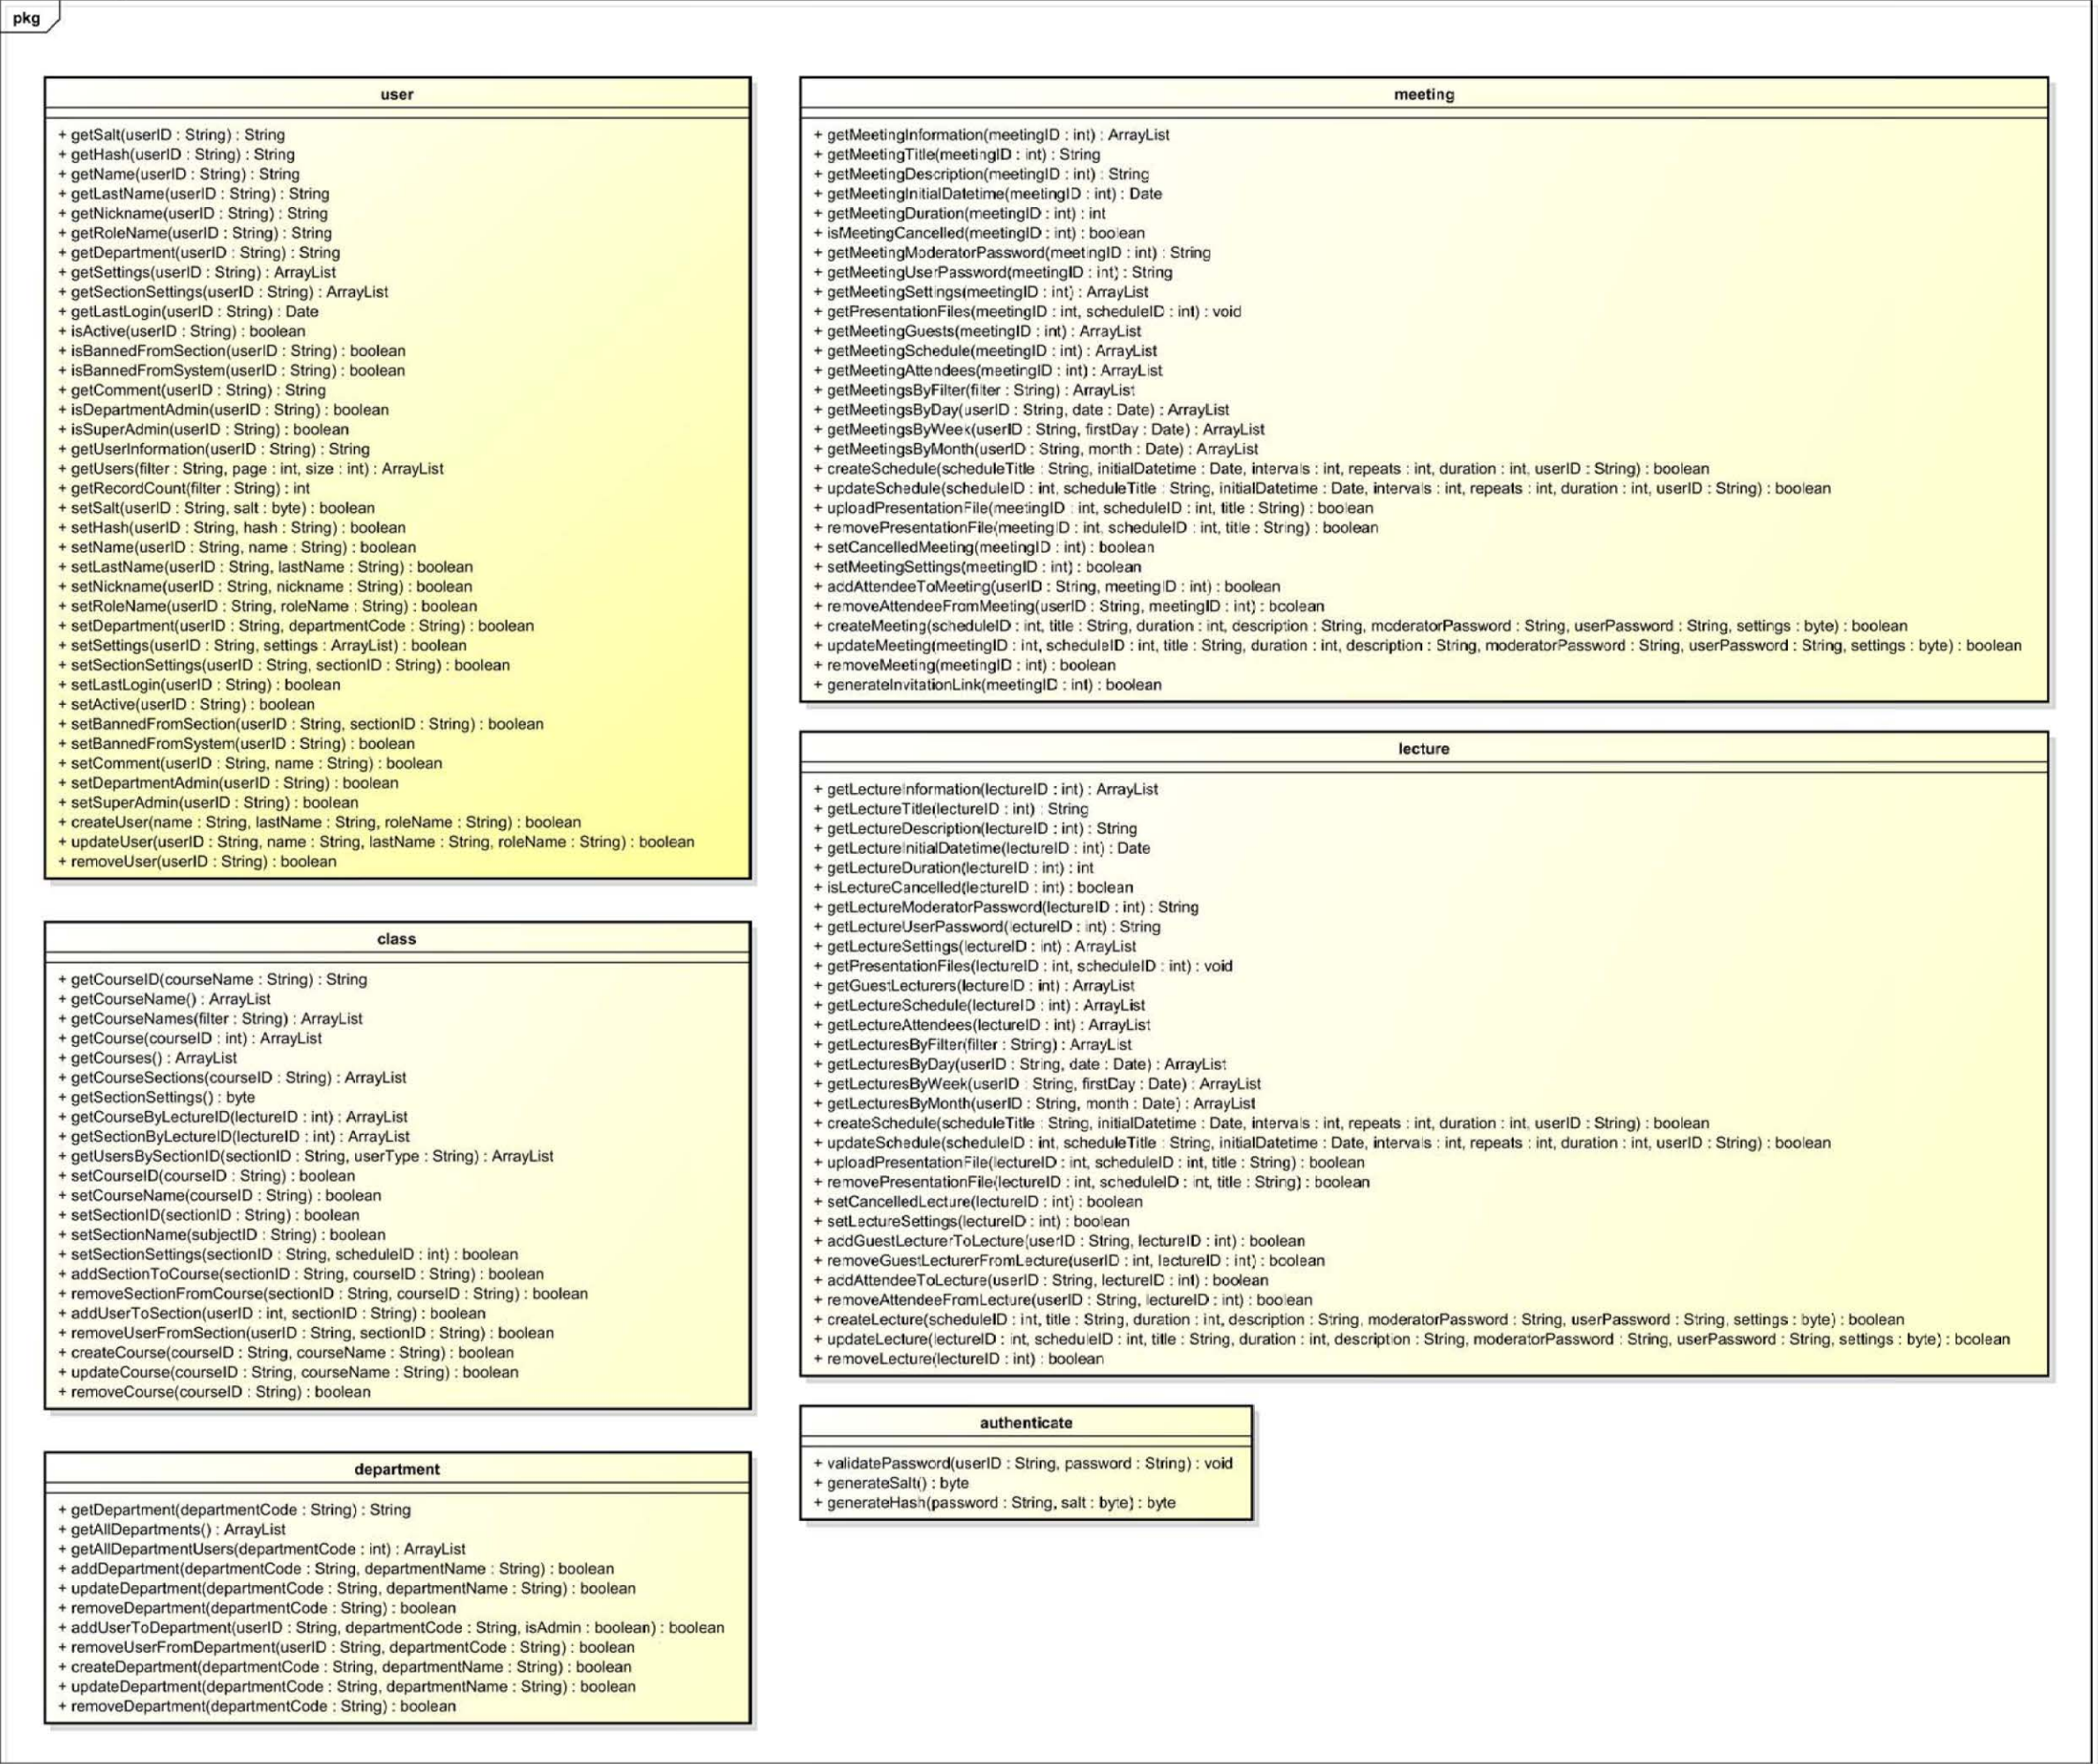 pkg
user
+ getSalt(userID : String) : String
+ getHash(userID : String) : String
+ getName(userID : String) : String
+ getLastName(userID : String) : String
+ getNickname(userID : String) : String
+ getRoleName(userID : String) : String
+ getDepartment(userID : String) : String
+ getSettings(userID : String) : ArrayList
+ getSectionSettings(userID : String) : ArrayList
+ getLastLogin(userID : String) : Date
+ isActive(userID : String) : boolean
+ isBannedFromSection(userID : String) : boolean
+ isBannedFromSystem(userID : String) : boolean
+ getComment(userID : String) : String
+ isDepartmentAdmin(userID : String) : boolean
+ isSuperAdmin(userID : String) : boolean
+ getUserInformation(userID : String) : String
+ getUsers(filter : String, page : int, size : int) : ArrayList
+ getRecordCount(filter : String) : int
+ setSalt(userID : String, salt : byte) : boolean
+ setHash(userID : String, hash : String) : boolean
+ setName(userID : String, name : String) : boolean
+ setLastName(userID : String, lastName : String) : boolean
+ setNickname(userID : String, nickname : String) : boolean
+ setRoleName(userID : String, roleName : String) : boolean
+ setDepartment(userID : String, departmentCode : String) : boolean
+ setSettings(userID : String, settings : ArrayList) : boolean
+ setSectionSettings(userID : String, sectionID : String) : boolean
+ setLastLogin(userID : String) : boolean
+ setActive(userID : String) : boolean
+ setBannedFromSection(userID : String, sectionID : String) : boolean
+ setBannedFromSystem(userID : String) : boolean
+ setComment(userID : String, name : String) : boolean
+ setDepartmentAdmin(userID : String) : boolean
+ setSuperAdmin(userID : String) : boolean
+ createUser(name : String, lastName : String, roleName : String) : boolean
+ updateUser(userID : String, name : String, lastName : String, roleName : String) : boolean
+ removeUser(userID : String) : boolean
class
+ getCourseID(courseName : String) : String
+ getCourseName() : ArrayList
+ getCourseNames(filter : String) : ArrayList
+ getCourse(courseID : int) : ArrayList
+ getCourses() : ArrayList
+ getCourseSections(courseID : String) : ArrayList
+ getSectionSettings() : byte
+ getCourseByLectureID(lectureID : int) : ArrayList
+ getSectionByLectureID(lectureID : int) : ArrayList
+ getUsersBySectionID(sectionID : String, userType : String) : ArrayList
+ setCourseID(courseID : String) : boolean
+ setCourseName(courseID : String) : boolean
+ setSectionID(sectionID : String) : boolean
+ setSectionName(subjectID : String) : boolean
+ setSectionSettings(sectionID : String, scheduleID : int) : boolean
+ addSectionToCourse(sectionID : String, courseID : String) : boolean
+ removeSectionFromCourse(sectionID : String, courseID : String) : boolean
+ addUserToSection(userID : int, sectionID : String) : boolean
+ removeUserFromSection(userID : String, sectionID : String) : boolean
+ createCourse(courseID : String, courseName : String) : boolean
+ updateCourse(courseID : String, courseName : String) : boolean
+ removeCourse(courseID : String) : boolean
department
+ getDepartment(departmentCode : String) : String
+ getAllDepartments() : ArrayList
+ getAllDepartmentUsers(departmentCode : int) : ArrayList
+ addDepartment(departmentCode : String, departmentName : String) : boolean
+ updateDepartment(departmentCode : String, departmentName : String) : boolean
+ removeDepartment(departmentCode : String) : boolean
+ addUserToDepartment(userID : String, departmentCode : String, isAdmin : boolean) : boolean
+ removeUserFromDepartment(userID : String, departmentCode : String) : boolean
+ createDepartment(departmentCode : String, departmentName : String) : boolean
+ updateDepartment(departmentCode : String, departmentName : String) : boolean
+ removeDepartment(departmentCode : String) : boolean
meeting
+ getMeetingInformation(meetingID : int) : ArrayList
+ getMeetingTitle(meetingID : int) : String
+ getMeetingDescription(meetingID : int) : String
+ getMeetingInitialDatetime(meetingID : int) : Date
+ getMeetingDuration(meetingID : int) : int
+ isMeetingCancelled(meetingID : int) : boolean
+ getMeetingModeratorPassword(meetingID : int) : String
+ getMeetingUserPassword(meetingID : int) : String
+ getMeetingSettings(meetingID : int) : ArrayList
+ getPresentationFiles(meetingID : int, scheduleID : int) : void
+ getMeetingGuests(meetingID : int) : ArrayList
+ getMeetingSchedule(meetingID : int) : ArrayList
+ getMeetingAttendees(meetingID : int) : ArrayList
+ getMeetingsByFilter(filter : String) : ArrayList
+ getMeetingsByDay(userID : String, date : Date) : ArrayList
+ getMeetingsByWeek(userID : String, firstDay : Date) : ArrayList
+ getMeetingsByMonth(userID : String, month : Date) : ArrayList
+ createSchedule(scheduleTitle : String, initialDatetime : Date, intervals : int, repeats : int, duration : int, userID : String) : boolean
+ updateSchedule(scheduleID : int, scheduleTitle : String, initialDatetime : Date, intervals : int, repeats : int, duration : int, userID : String) : boolean
+ uploadPresentationFile(meetingID : int, scheduleID : int, title : String) : boolean
+ removePresentationFile(meetingID : int, scheduleID : int, title : String) : boolean
+ setCancelledMeeting(meetingID : int) : boolean
+ setMeetingSettings(meetingID : int) : boolean
+ addAttendeeToMeeting(userID : String, meetingID : int) : boolean
+ removeAttendeeFromMeeting(userID : String, meetingID : int) : boolean
+ createMeeting(scheduleID : int, title : String, duration : int, description : String, moderatorPassword : String, userPassword : String, settings : byte) : boolean
+ updateMeeting(meetingID : int, scheduleID : int, title : String, duration : int, description : String, moderatorPassword : String, userPassword : String, settings : byte) : boolean
+ removeMeeting(meetingID : int) : boolean
+ generateInvitationLink(meetingID : int) : boolean
lecture
+ getLectureInformation(lectureID : int) : ArrayList
+ getLectureTitle(lectureID : int) : String
+ getLectureDescription(lectureID : int) : String
+ getLectureInitialDatetime(lectureID : int) : Date
+ getLectureDuration(lectureID : int) : int
+ isLectureCancelled(lectureID : int) : boolean
+ getLectureModeratorPassword(lectureID : int) : String
+ getLectureUserPassword(lectureID : int) : String
+ getLectureSettings(lectureID : int) : ArrayList
+ getPresentationFiles(lectureID : int, scheduleID : int) : void
+ getGuestLecturers(lectureID : int) : ArrayList
+ getLectureSchedule(lectureID : int) : ArrayList
+ getLectureAttendees(lectureID : int) : ArrayList
+ getLecturesByFilter(filter : String) : ArrayList
+ getLecturesByDay(userID : String, date : Date) : ArrayList
+ getLecturesByWeek(userID : String, firstDay : Date) : ArrayList
+ getLecturesByMonth(userID : String, month : Date) : ArrayList
+ createSchedule(scheduleTitle : String, initialDatetime : Date, intervals : int, repeats : int, duration : int, userID : String) : boolean
+ updateSchedule(scheduleID : int, scheduleTitle : String, initialDatetime : Date, intervals : int, repeats : int, duration : int, userID : String) : boolean
+ uploadPresentationFile(lectureID : int, scheduleID : int, title : String) : boolean
+ removePresentationFile(lectureID : int, scheduleID : int, title : String) : boolean
+ setCancelledLecture(lectureID : int) : boolean
+ setLectureSettings(lectureID : int) : boolean
+ addGuestLecturerToLecture(userID : String, lectureID : int) : boolean
+ removeGuestLecturerFromLecture(userID : int, lectureID : int) : boolean
+ addAttendeeToLecture(userID : String, lectureID : int) : boolean
+ removeAttendeeFromLecture(userID : String, lectureID : int) : boolean
+ createLecture(scheduleID : int, title : String, duration : int, description : String, moderatorPassword : String, userPassword : String, settings : byte) : boolean
+ updateLecture(lectureID : int, scheduleID : int, title : String, duration : int, description : String, moderatorPassword : String, userPassword : String, settings : byte) : boolean
+ removeLecture(lectureID : int) : boolean
authenticate
+ validatePassword(userID : String, password : String) : void
+ generateSalt() : byte
+ generateHash(password : String, salt : byte) : byte